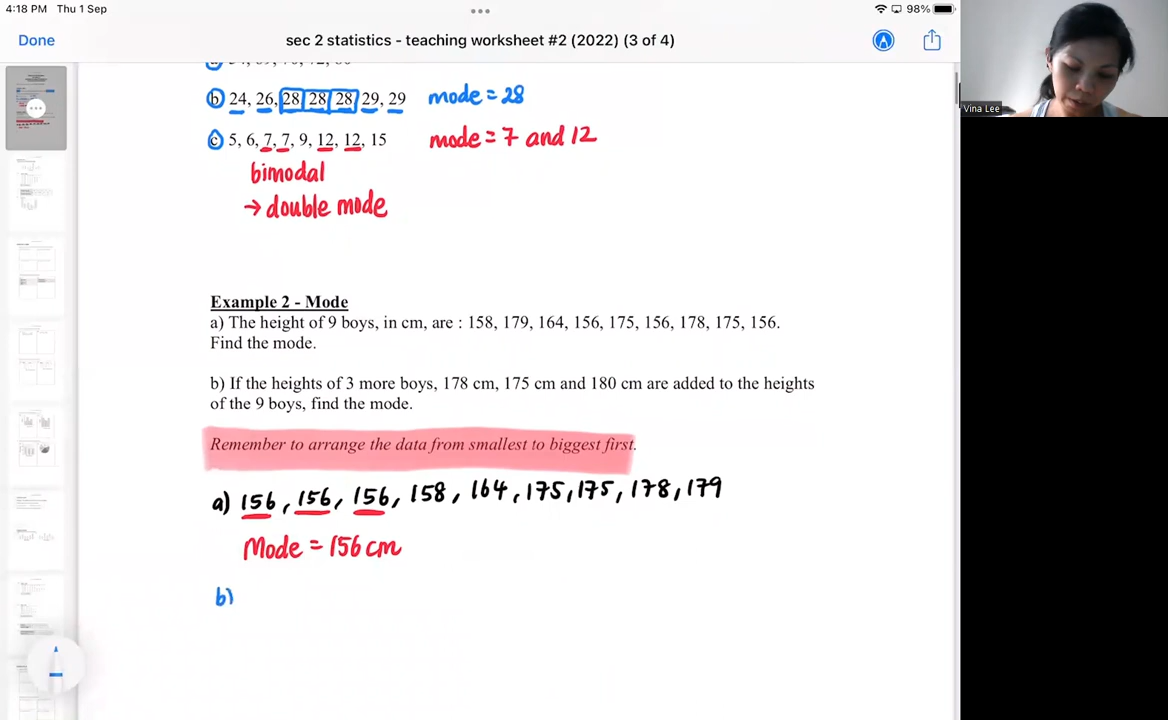 4:18 PM Thu 1 Sep
98%
Done
sec 2 statistics - teaching worksheet #2 (2022) (3 of 4)
Vina Lee
b) 24, 26, 28 28 28, 29, 29 mode = 28
c) 5, 6, 7, 7, 9, 12, 12, 15 mode = 7 and 12
bimodal
→ double mode
Example 2 - Mode
a) The height of 9 boys, in cm, are : 158, 179, 164, 156, 175, 156, 178, 175, 156.
Find the mode.
b) If the heights of 3 more boys, 178 cm, 175 cm and 180 cm are added to the heights
of the 9 boys, find the mode.
Remember to arrange the data from smallest to biggest first.
a) 156, 156, 156, 158, 164, 175, 175, 178, 179
Mode = 156 cm
b)